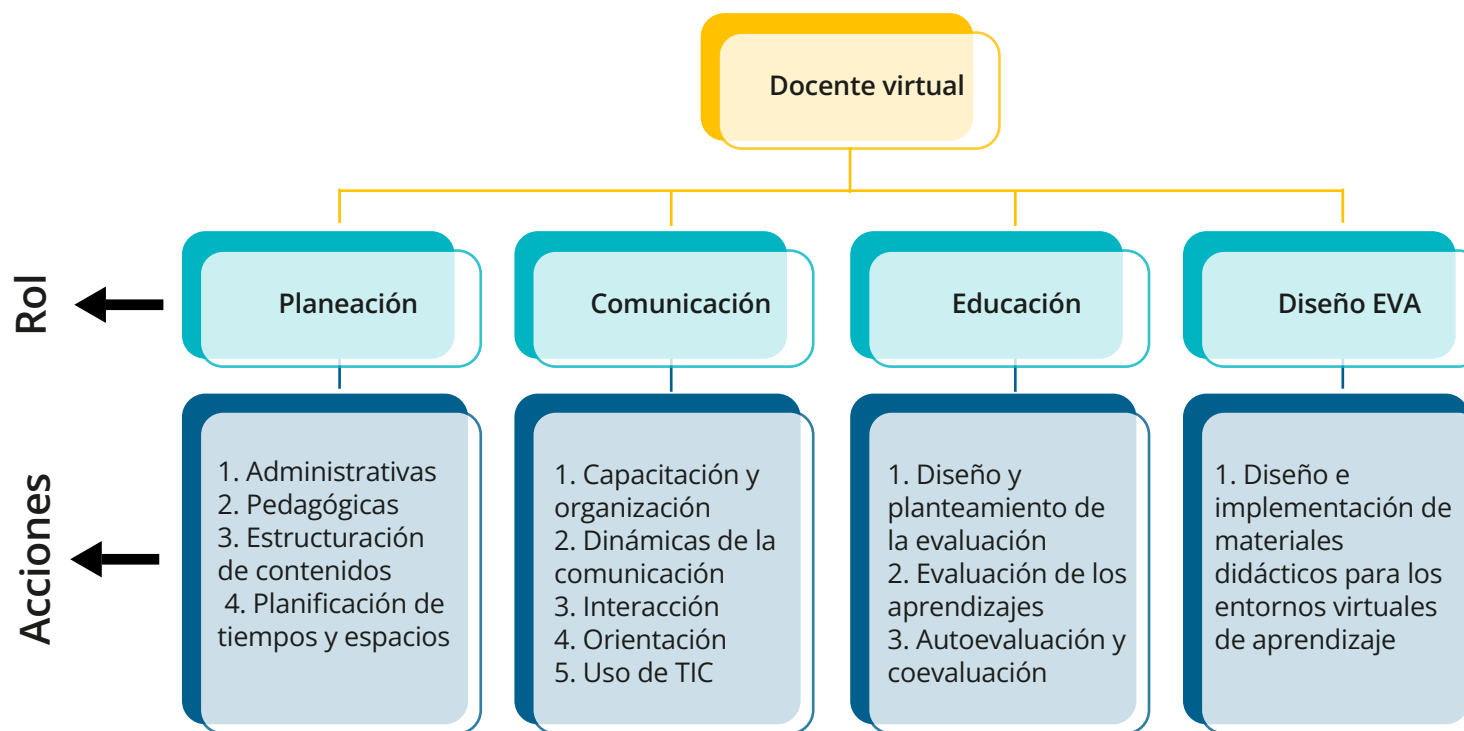 Docente virtual
Rol
Planeación
Comunicación
Educación
Diseño EVA
Acciones
1. Administrativas
2. Pedagógicas
3. Estructuración
de contenidos
4. Planificación de
tiempos y espacios
1. Capacitación y
organización
2. Dinámicas de la
comunicación
3. Interacción
4. Orientación
5. Uso de TIC
1. Diseño y
planteamiento de
la evaluación
2. Evaluación de los
aprendizajes
3. Autoevaluación y
coevaluación
1. Diseño e
implementación de
materiales
didácticos para los
entornos virtuales
de aprendizaje